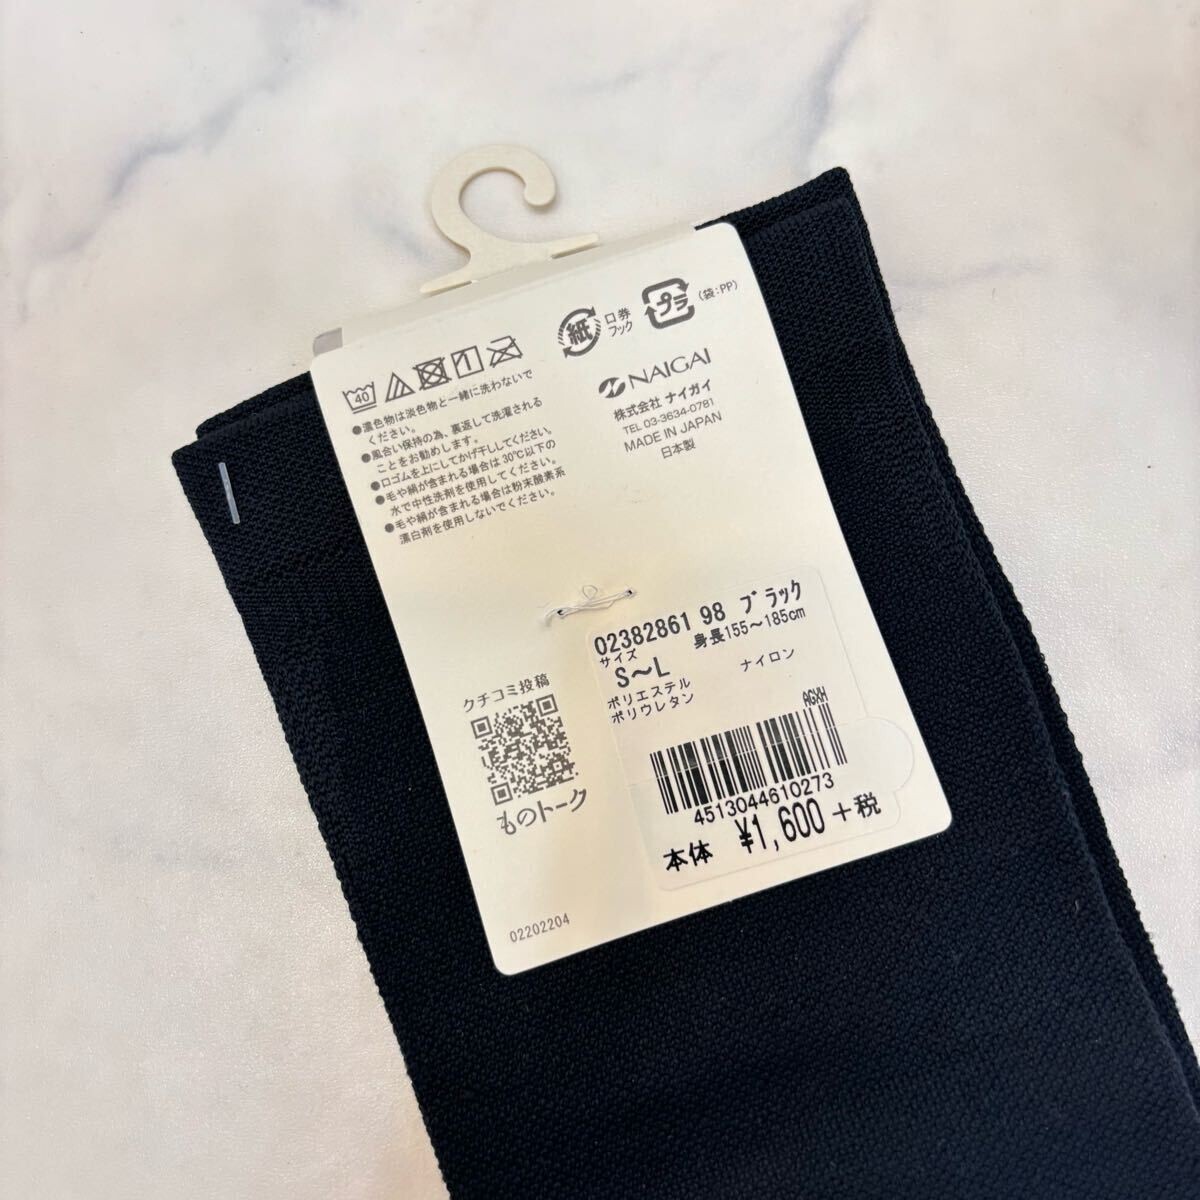 紙
口券
フック
プラ
(袋:PP)
40
1
●濃色物は淡色物と一緒に洗わないで
ください。
●風合い保持の為、裏返して洗濯される
ことをお勧めします。
●口ゴムを上にしてかげ干ししてください。
●毛や絹が含まれる場合は30℃以下の
水で中性洗剤を使用してください。
●毛や絹が含まれる場合は粉末酸素系
漂白剤を使用しないでください。
NAIGAI
株式会社 ナイガイ
TEL 03-3634-0781
MADE IN JAPAN
日本製
02382861 98 ブラック
サイズ 身長155〜185cm
S〜L
ポリエステル ナイロン
ポリウレタン
AGXH
4513044610273
本体 ¥1,600+税
クチコミ投稿
ものトーク
02202204